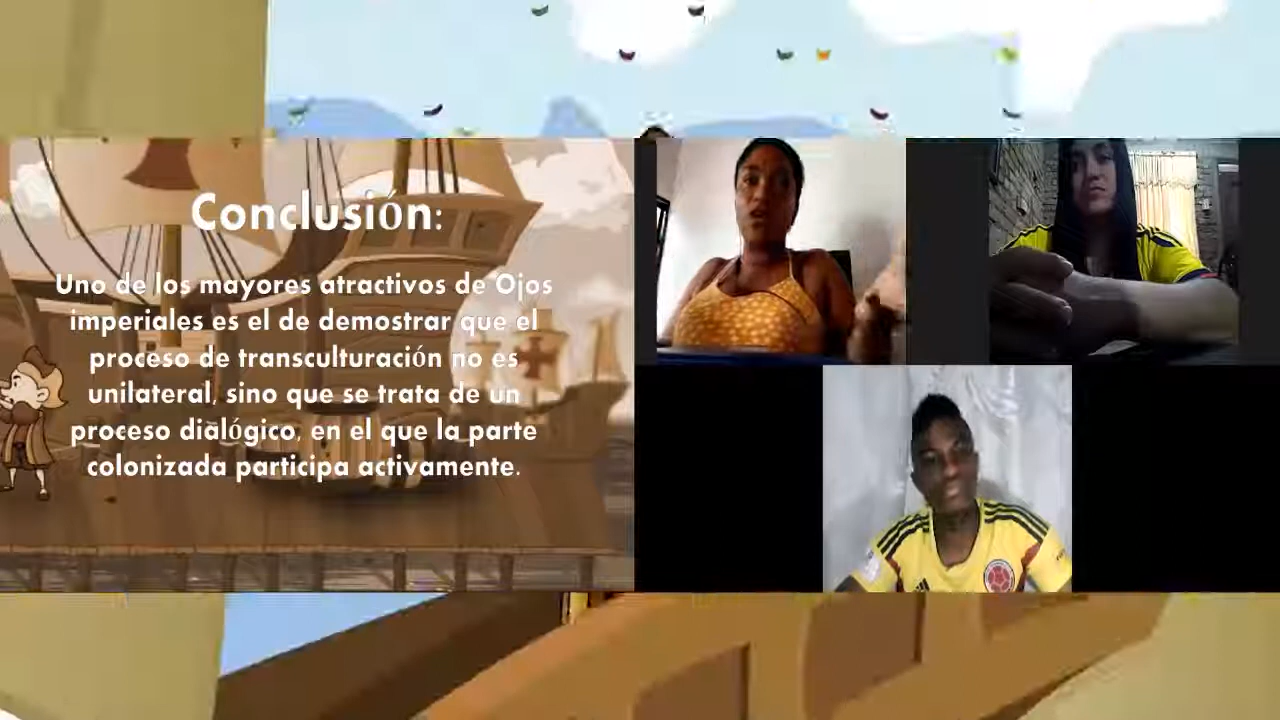 Conclusión:
Uno de los mayores atractivos de Ojos
imperiales es el de demostrar que el
proceso de transculturación no es
unilateral, sino que se trata de un
proceso dialógico, en el que la parte
colonizada participa activamente.